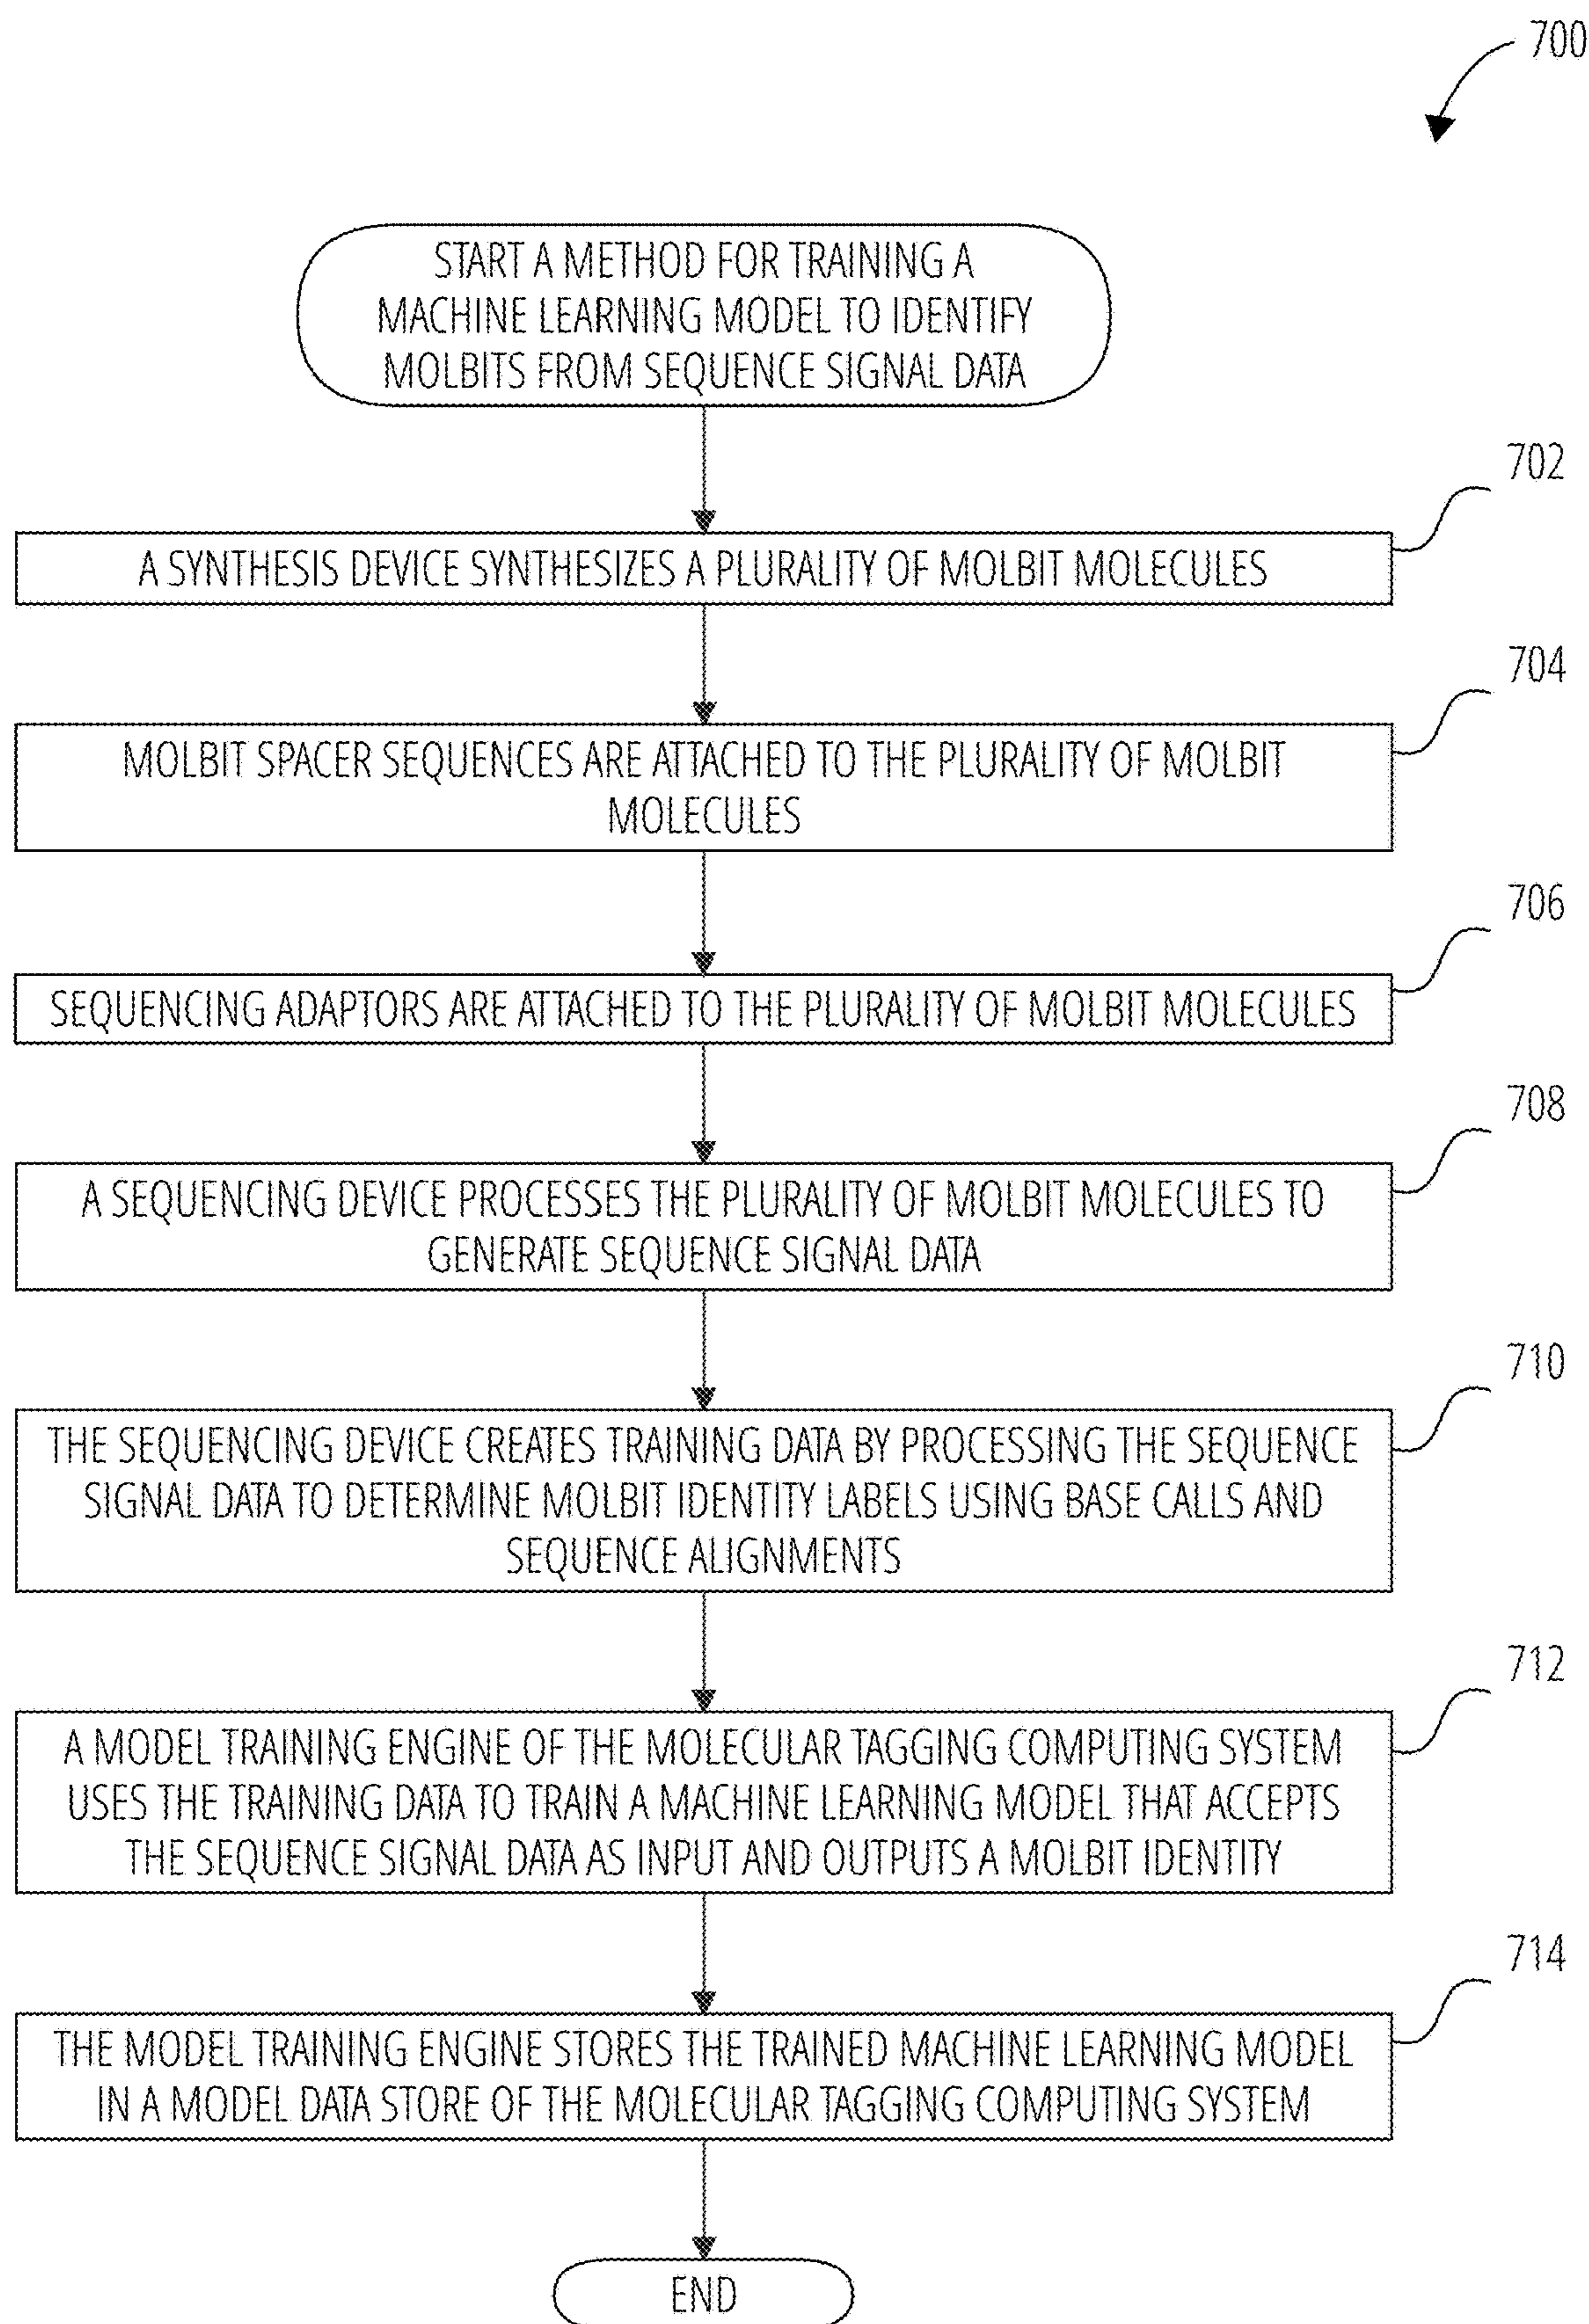 700
START A METHOD FOR TRAINING A
MACHINE LEARNING MODEL TO IDENTIFY
MOLBITS FROM SEQUENCE SIGNAL DATA
702
A SYNTHESIS DEVICE SYNTHESIZES A PLURALITY OF MOLBIT MOLECULES
704
MOLBIT SPACER SEQUENCES ARE ATTACHED TO THE PLURALITY OF MOLBIT
MOLECULES
706
SEQUENCING ADAPTORS ARE ATTACHED TO THE PLURALITY OF MOLBIT MOLECULES
708
A SEQUENCING DEVICE PROCESSES THE PLURALITY OF MOLBIT MOLECULES TO
GENERATE SEQUENCE SIGNAL DATA
710
THE SEQUENCING DEVICE CREATES TRAINING DATA BY PROCESSING THE SEQUENCE
SIGNAL DATA TO DETERMINE MOLBIT IDENTITY LABELS USING BASE CALLS AND
SEQUENCE ALIGNMENTS
712
A MODEL TRAINING ENGINE OF THE MOLECULAR TAGGING COMPUTING SYSTEM
USES THE TRAINING DATA TO TRAIN A MACHINE LEARNING MODEL THAT ACCEPTS
THE SEQUENCE SIGNAL DATA AS INPUT AND OUTPUTS A MOLBIT IDENTITY
714
THE MODEL TRAINING ENGINE STORES THE TRAINED MACHINE LEARNING MODEL
IN A MODEL DATA STORE OF THE MOLECULAR TAGGING COMPUTING SYSTEM
END